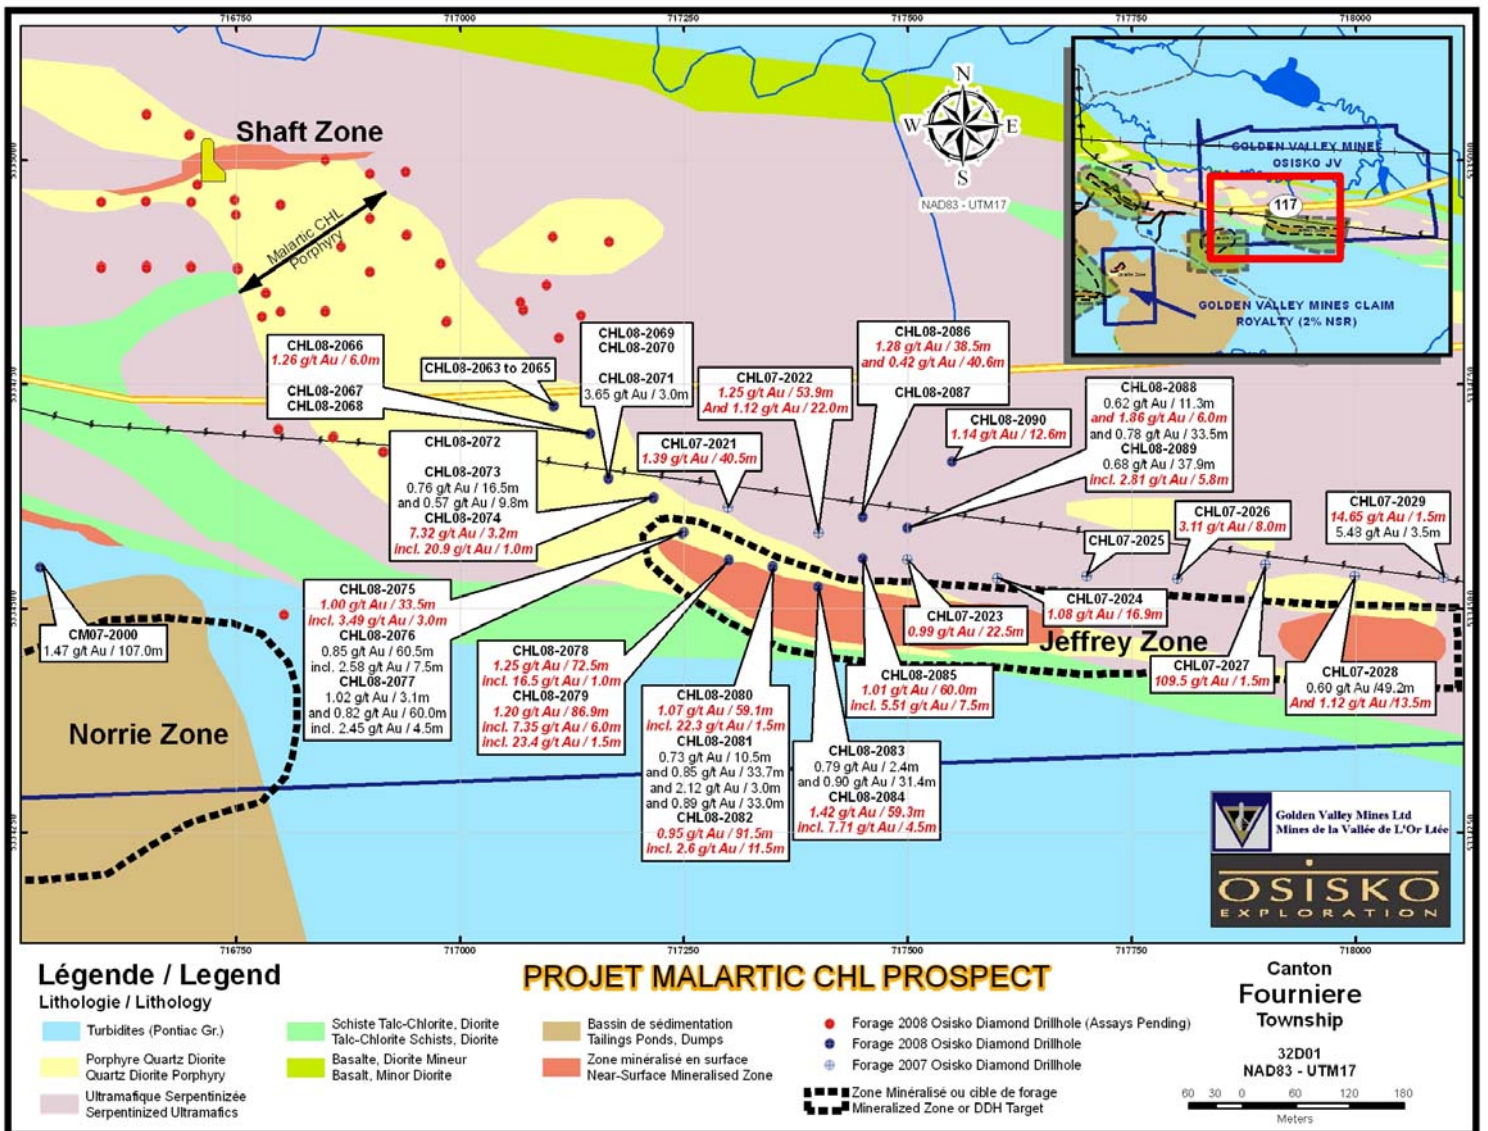 716750
717000
717250
717500
717750
718000
5335000
5335000
Shaft Zone
N
W
E
S
NAD83 - UTM17
GOLDEN VALLEY MINES
OSISKO JV
117
GOLDEN VALLEY MINES CLAIM
ROYALTY (2% NSR)
Malartic CHL
Porphyry
CHL08-2066
1.26 g/t Au / 6.0m
CHL08-2067
CHL08-2068
CHL08-2063 to 2065
CHL08-2069
CHL08-2070
CHL08-2071
3.65 g/t Au / 3.0m
CHL07-2022
1.25 g/t Au / 53.9m
And 1.12 g/t Au / 22.0m
CHL08-2086
1.28 g/t Au / 38.5m
and 0.42 g/t Au / 40.6m
CHL08-2087
CHL08-2088
0.62 g/t Au / 11.3m
and 1.86 g/t Au / 6.0m
and 0.78 g/t Au / 33.5m
CHL08-2089
0.68 g/t Au / 37.9m
incl. 2.81 g/t Au / 5.8m
5334750
5334750
CHL08-2090
1.14 g/t Au / 12.6m
CHL07-2021
1.39 g/t Au / 40.5m
CHL08-2072
CHL08-2073
0.76 g/t Au / 16.5m
and 0.57 g/t Au / 9.8m
CHL08-2074
7.32 g/t Au / 3.2m
incl. 20.9 g/t Au / 1.0m
CHL07-2025
CHL07-2026
3.11 g/t Au / 8.0m
CHL07-2029
14.65 g/t Au / 1.5m
5.48 g/t Au / 3.5m
5334500
5334500
CM07-2000
1.47 g/t Au / 107.0m
CHL08-2075
1.00 g/t Au / 33.5m
incl. 3.49 g/t Au / 3.0m
CHL08-2076
0.85 g/t Au / 60.5m
incl. 2.58 g/t Au / 7.5m
CHL08-2077
1.02 g/t Au / 3.1m
and 0.82 g/t Au / 60.0m
incl. 2.45 g/t Au / 4.5m
CHL08-2078
1.25 g/t Au / 72.5m
incl. 16.5 g/t Au / 1.0m
CHL08-2079
1.20 g/t Au / 86.9m
incl. 7.35 g/t Au / 6.0m
incl. 23.4 g/t Au / 1.5m
CHL08-2080
1.07 g/t Au / 59.1m
incl. 22.3 g/t Au / 1.5m
CHL08-2081
0.73 g/t Au / 10.5m
and 0.85 g/t Au / 33.7m
and 2.12 g/t Au / 3.0m
and 0.89 g/t Au / 33.0m
CHL08-2082
0.95 g/t Au / 91.5m
incl. 2.6 g/t Au / 11.5m
CHL08-2083
0.79 g/t Au / 2.4m
and 0.90 g/t Au / 31.4m
CHL08-2084
1.42 g/t Au / 59.3m
incl. 7.71 g/t Au / 4.5m
CHL08-2085
1.01 g/t Au / 60.0m
incl. 5.51 g/t Au / 7.5m
CHL07-2023
0.99 g/t Au / 22.5m
CHL07-2024
1.08 g/t Au / 16.9m
Jeffrey Zone
CHL07-2027
109.5 g/t Au / 1.5m
CHL07-2028
0.60 g/t Au /49.2m
And 1.12 g/t Au /13.5m
Norrie Zone
5334250
5334250
Golden Valley Mines Ltd
Mines de la Vallée de L'Or Ltée
OSISKO
EXPLORATION
716750
717000
717250
717500
717750
718000
Légende / Legend
Lithologie / Lithology
PROJET MALARTIC CHL PROSPECT
Turbidites (Pontiac Gr.)
Porphyre Quartz Diorite
Quartz Diorite Porphyry
Ultramafique Serpentinizée
Serpentinized Ultramafics
Schiste Talc-Chlorite, Diorite
Talc-Chlorite Schists, Diorite
Basalte, Diorite Mineur
Basalt, Minor Diorite
Bassin de sédimentation
Tailings Ponds, Dumps
Zone minéralisé en surface
Near-Surface Mineralised Zone
Forage 2008 Osisko Diamond Drillhole (Assays Pending)
Forage 2008 Osisko Diamond Drillhole
Forage 2007 Osisko Diamond Drillhole
Zone Minéralisé ou cible de forage
Mineralized Zone or DDH Target
Canton
Fourniere
Township
32D01
NAD83 - UTM17
60 30 0 60 120 180
Meters